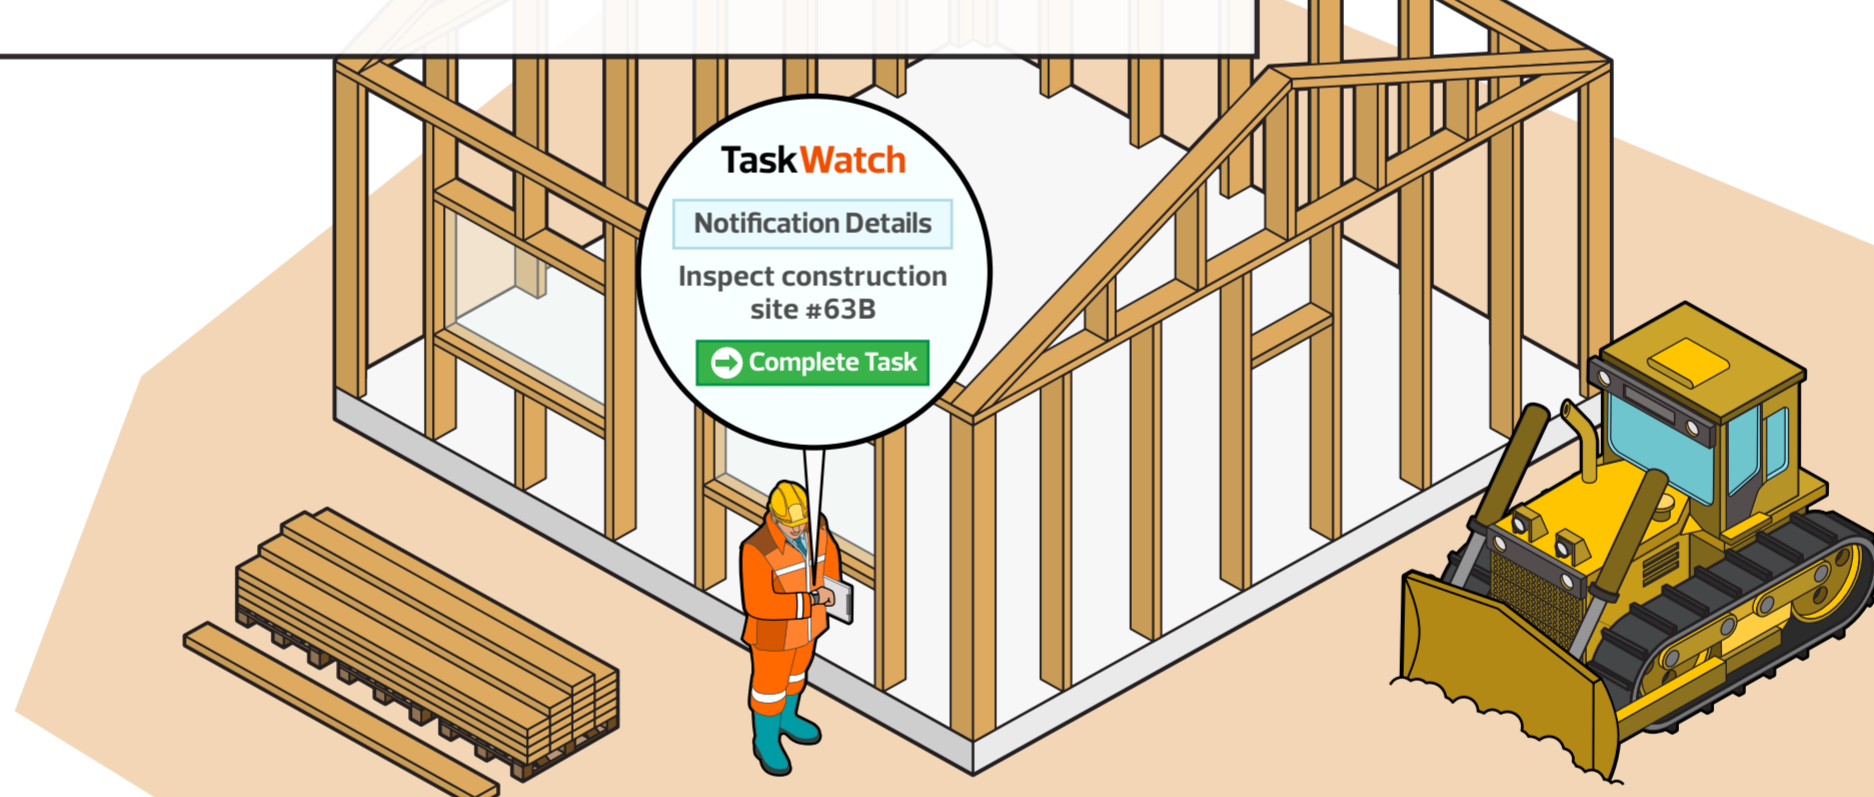 TaskWatch
Notification Details
Inspect construction
site #63B
Complete Task